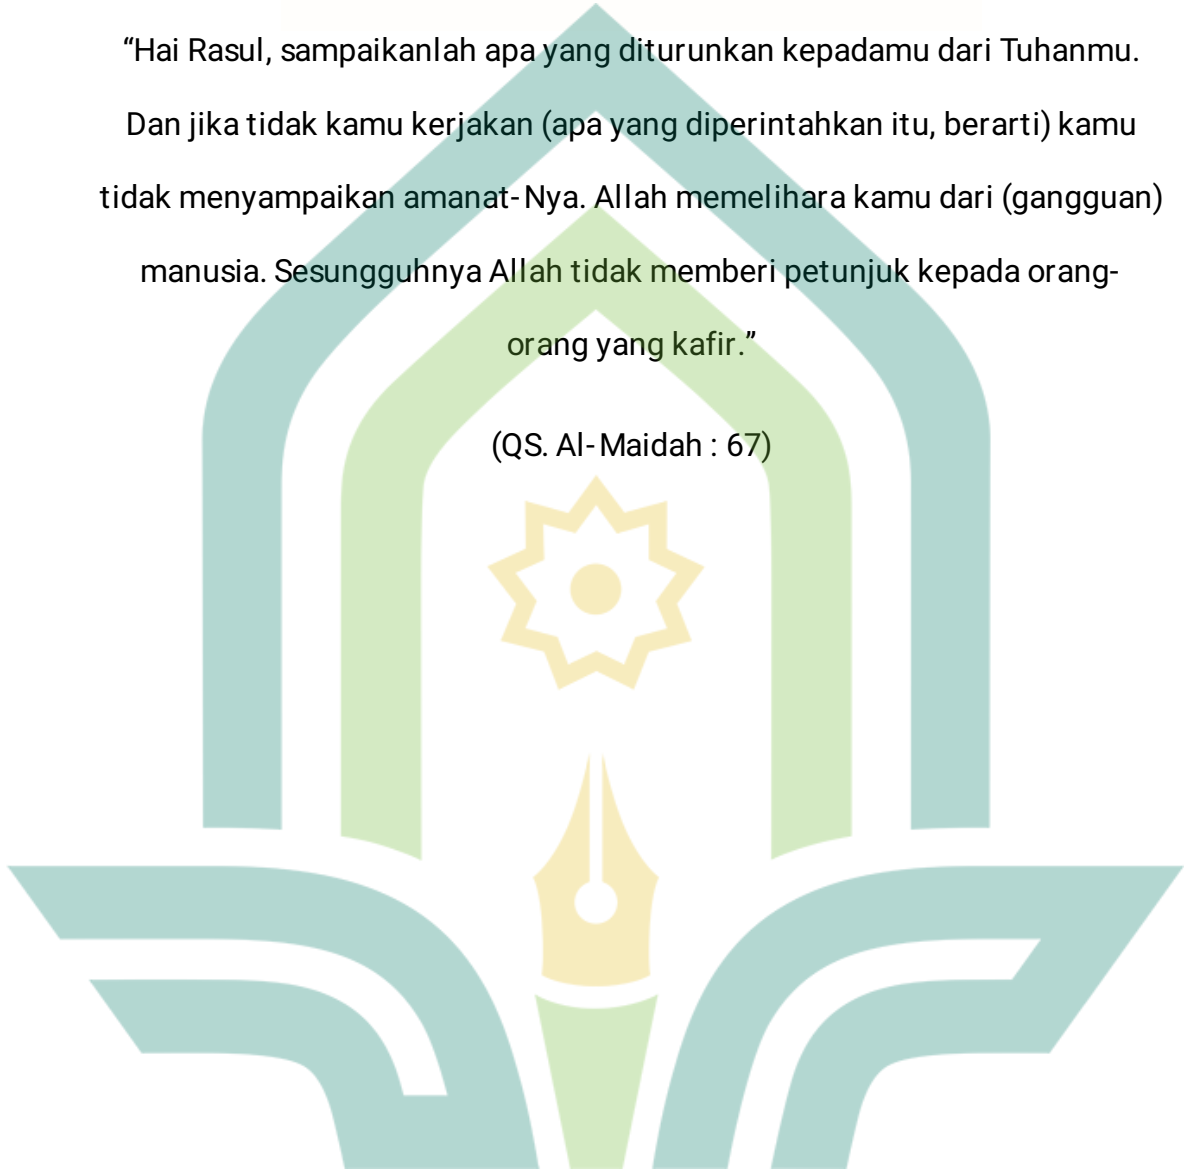 “Hai Rasul, sampaikanlah apa yang diturunkan kepadamu dari Tuhanmu.
Dan jika tidak kamu kerjakan (apa yang diperintahkan itu, berarti) kamu
tidak menyampaikan amanat-Nya. Allah memelihara kamu dari (gangguan)
manusia. Sesungguhnya Allah tidak memberi petunjuk kepada orang-
orang yang kafir.”
(QS. Al-Maidah : 67)